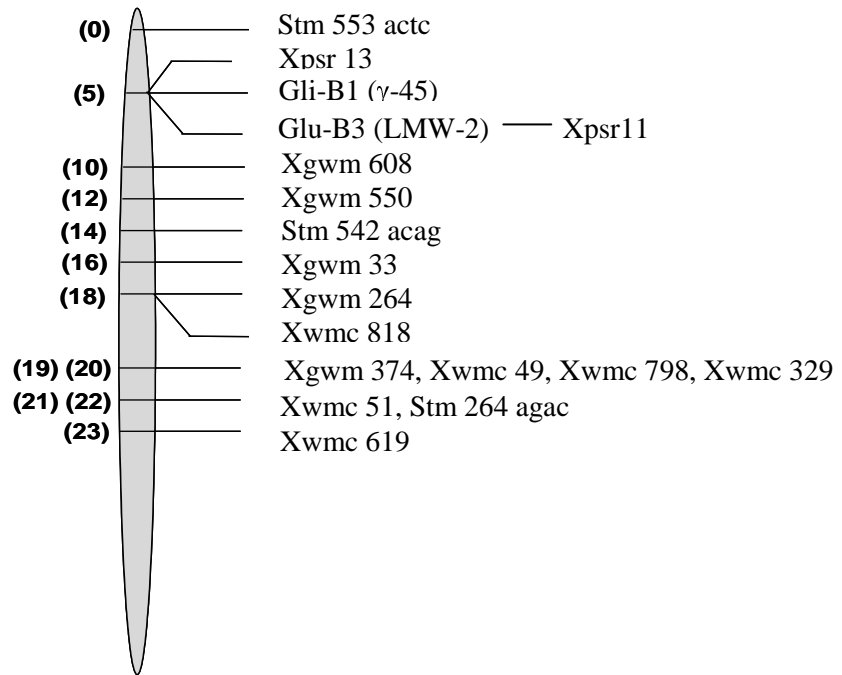 (0) Stm 553 actc
Xpsr 13
(5) Gli-B1 (γ-45)
Glu-B3 (LMW-2) Xpsr11
(10) Xgwm 608
(12) Xgwm 550
(14) Stm 542 acag
(16) Xgwm 33
(18) Xgwm 264
Xwmc 818
(19) (20) Xgwm 374, Xwmc 49, Xwmc 798, Xwmc 329
(21) (22) Xwmc 51, Stm 264 agac
(23) Xwmc 619